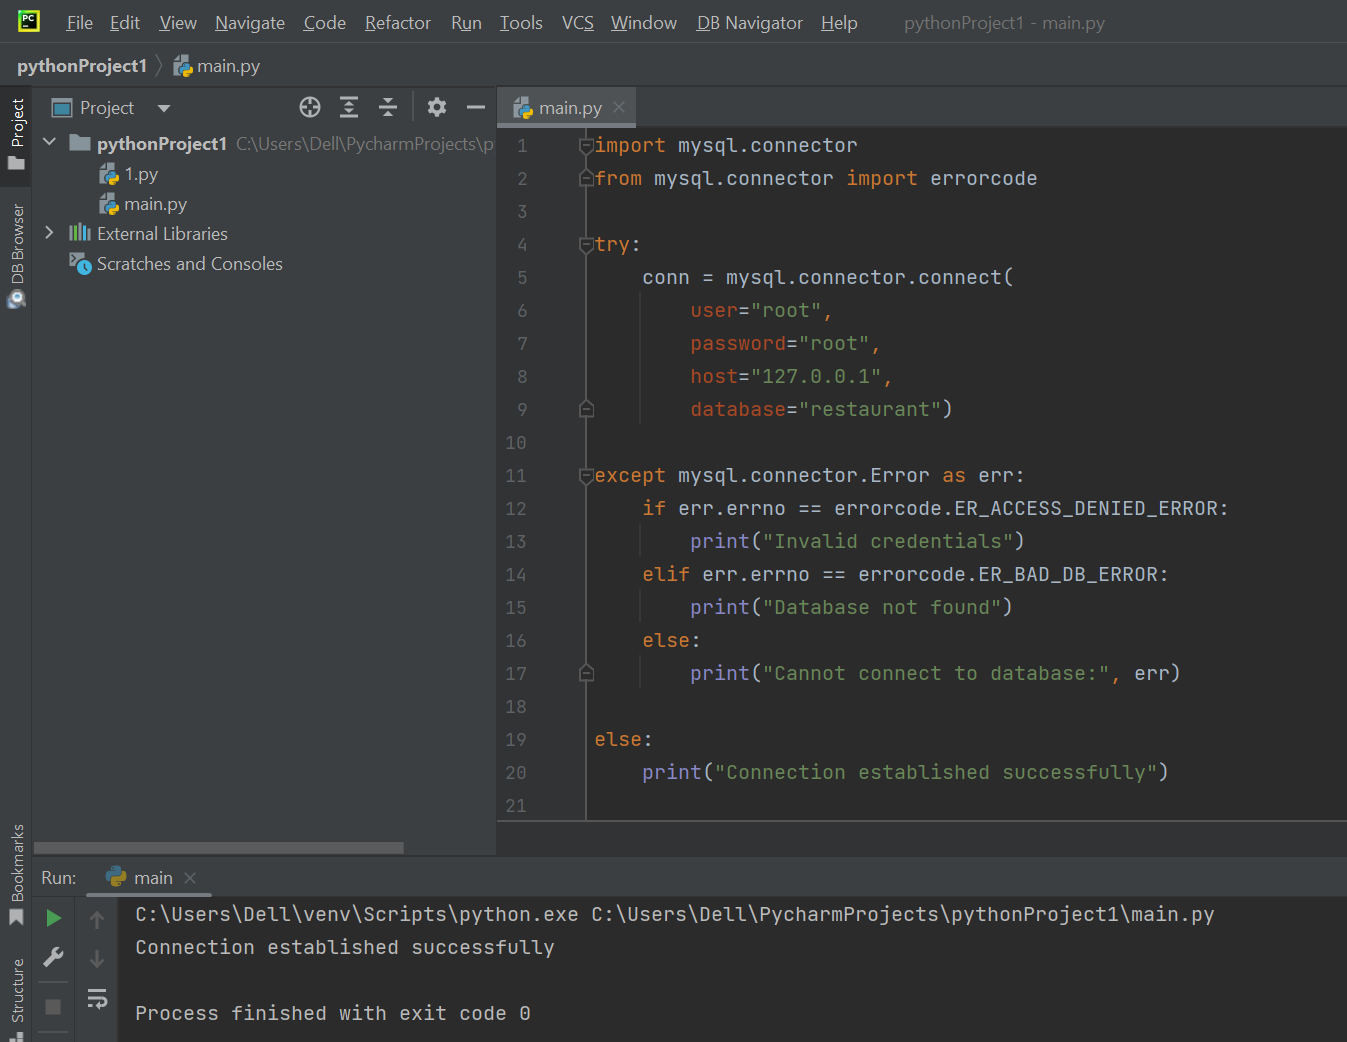 PC
File Edit View Navigate Code Refactor Run Tools VCS Window DB Navigator Help pythonProject1 - main.py
pythonProject1 main.py
Project
DB Browser
Bookmarks
Structure
Project
pythonProject1 C:\Users\Dell\PycharmProjects\p
1.py
main.py
External Libraries
Scratches and Consoles
main.py
1 import mysql.connector
2 from mysql.connector import errorcode
3
4 try:
5     conn = mysql.connector.connect(
6         user="root",
7         password="root",
8         host="127.0.0.1",
9         database="restaurant")
10
11 except mysql.connector.Error as err:
12     if err.errno == errorcode.ER_ACCESS_DENIED_ERROR:
13         print("Invalid credentials")
14     elif err.errno == errorcode.ER_BAD_DB_ERROR:
15         print("Database not found")
16     else:
17         print("Cannot connect to database:", err)
18
19 else:
20     print("Connection established successfully")
21
Run: main
C:\Users\Dell\venv\Scripts\python.exe C:\Users\Dell\PycharmProjects\pythonProject1\main.py
Connection established successfully
Process finished with exit code 0